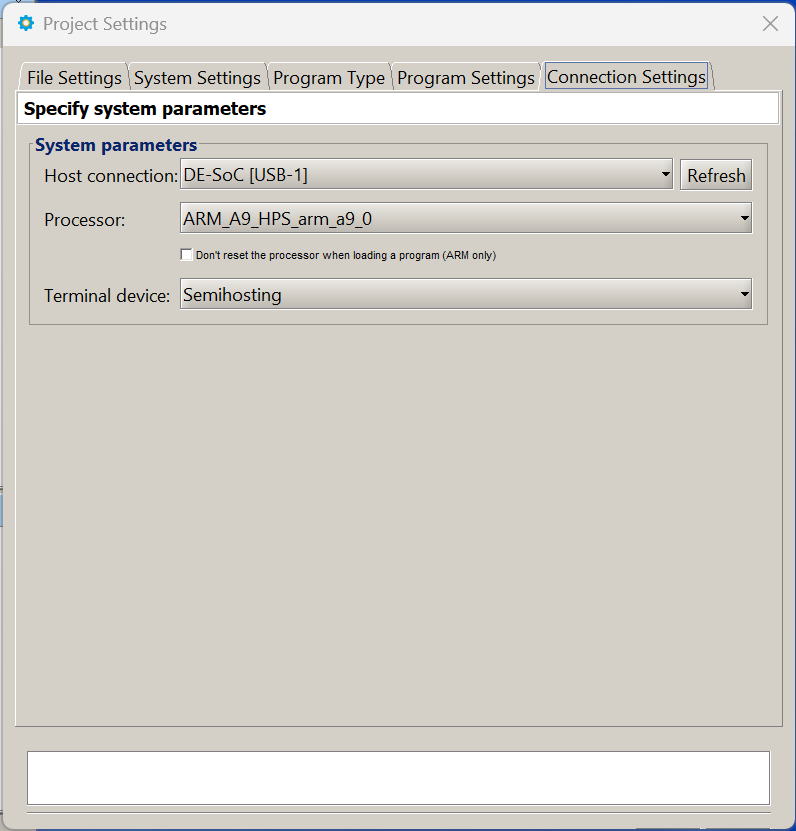 Project Settings
File Settings System Settings Program Type Program Settings Connection Settings
Specify system parameters
System parameters
Host connection: DE-SoC [USB-1] Refresh
Processor: ARM_A9_HPS_arm_a9_0
Don't reset the processor when loading a program (ARM only)
Terminal device: Semihosting